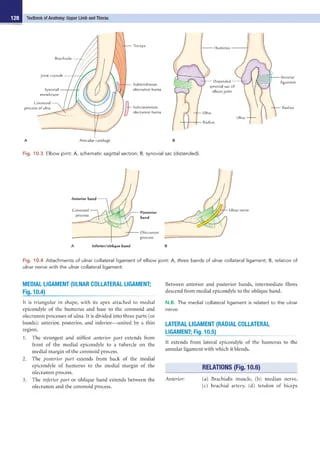 128 Textbook of Anatomy: Upper Limb and Thorax
Triceps
Brachialis
Joint capsule
Synovial
membrane
Coronoid
process of ulna
Subtendinous
olecranon bursa
Subcutaneous
olecranon bursa
Articular cartilage
A
Humerus
Distended
synovial sac of
elbow joint
Annular
ligament
Radius
Ulna
Ulna
Radius
B
Fig. 10.3 Elbow joint: A, schematic sagittal section; B, synovial sac (distended).
Anterior band
Coronoid
process
Posterior
band
Olecranon
process
Inferior/oblique band
A
Ulnar nerve
B
Fig. 10.4 Attachments of ulnar collateral ligament of elbow joint: A, three bands of ulnar collateral ligament; B, relation of
ulnar nerve with the ulnar collateral ligament.
MEDIAL LIGAMENT (ULNAR COLLATERAL LIGAMENT;
Fig. 10.4)
It is triangular in shape, with its apex attached to medial
epicondyle of the humerus and base to the coronoid and
olecranon processes of ulna. It is divided into three parts (or
bands): anterior, posterior, and inferior—united by a thin
region.
1. The strongest and stiffest anterior part extends from
front of the medial epicondyle to a tubercle on the
medial margin of the coronoid process.
2. The posterior part extends from back of the medial
epicondyle of humerus to the medial margin of the
olecranon process.
3. The inferior part or oblique band extends between the
olecranon and the coronoid process.
Between anterior and posterior bands, intermediate fibres
descend from medial epicondyle to the oblique band.
N.B. The medial collateral ligament is related to the ulnar
nerve.
LATERAL LIGAMENT (RADIAL COLLATERAL
LIGAMENT; Fig. 10.5)
It extends from lateral epicondyle of the humerus to the
annular ligament with which it blends.
RELATIONS (Fig. 10.6)
Anterior: (a) Brachialis muscle, (b) median nerve,
(c) brachial artery, (d) tendon of biceps